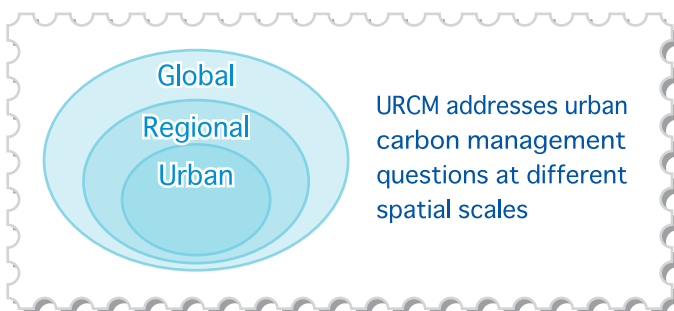 Global
Regional
Urban
URCM addresses urban
carbon management
questions at different
spatial scales